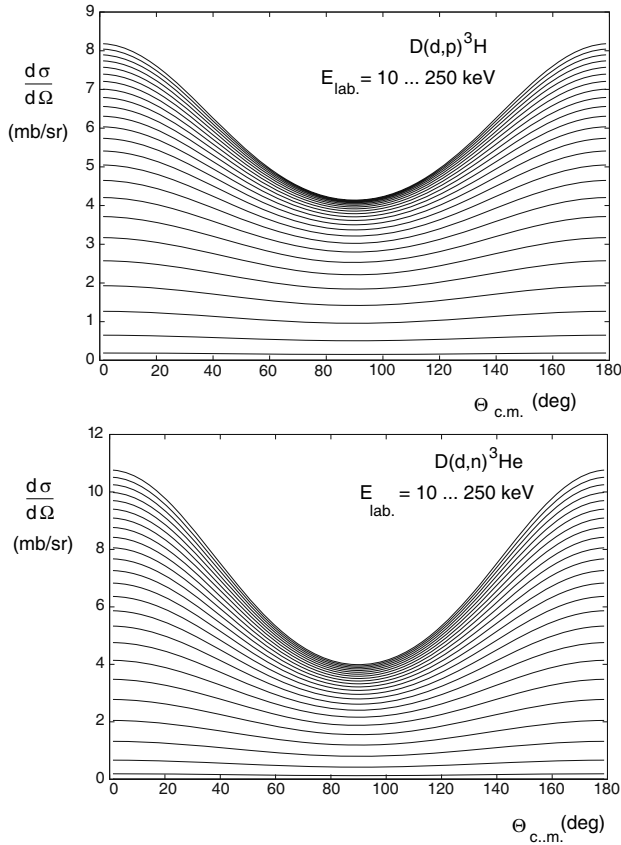 9
8
7
6
5
4
3
2
1
0
dσ
dΩ
(mb/sr)
D(d,p)³H
E lab. = 10 ... 250 keV
0 20 40 60 80 100 120 140 160 180
Θ c.m. (deg)
12
10
8
6
4
2
0
dσ
dΩ
(mb/sr)
D(d,n)³He
E lab. = 10 ... 250 keV
0 20 40 60 80 100 120 140 160 180
Θ c..m. (deg)